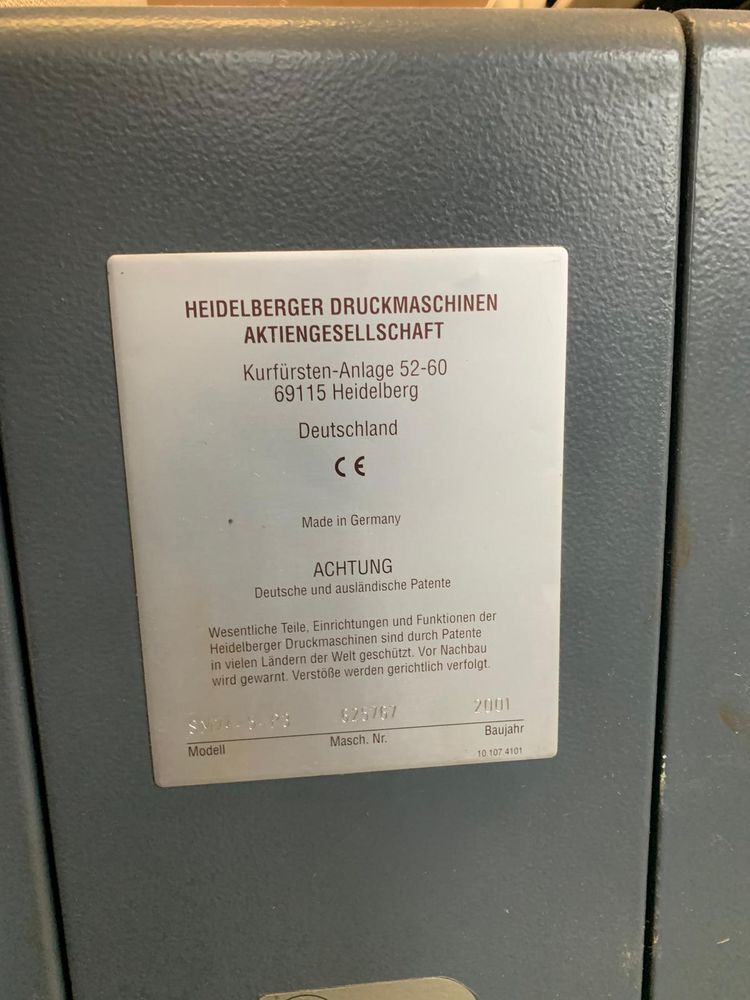 HEIDELBERGER DRUCKMASCHINEN
AKTIENGESELLSCHAFT
Kurfürsten-Anlage 52-60
69115 Heidelberg
Deutschland
CE
Made in Germany
ACHTUNG
Deutsche und ausländische Patente
Wesentliche Teile, Einrichtungen und Funktionen der
Heidelberger Druckmaschinen sind durch Patente
in vielen Ländern der Welt geschützt. Vor Nachbau
wird gewarnt. Verstöße werden gerichtlich verfolgt.
625767 2001
Modell Masch. Nr. Baujahr
10.107 4101